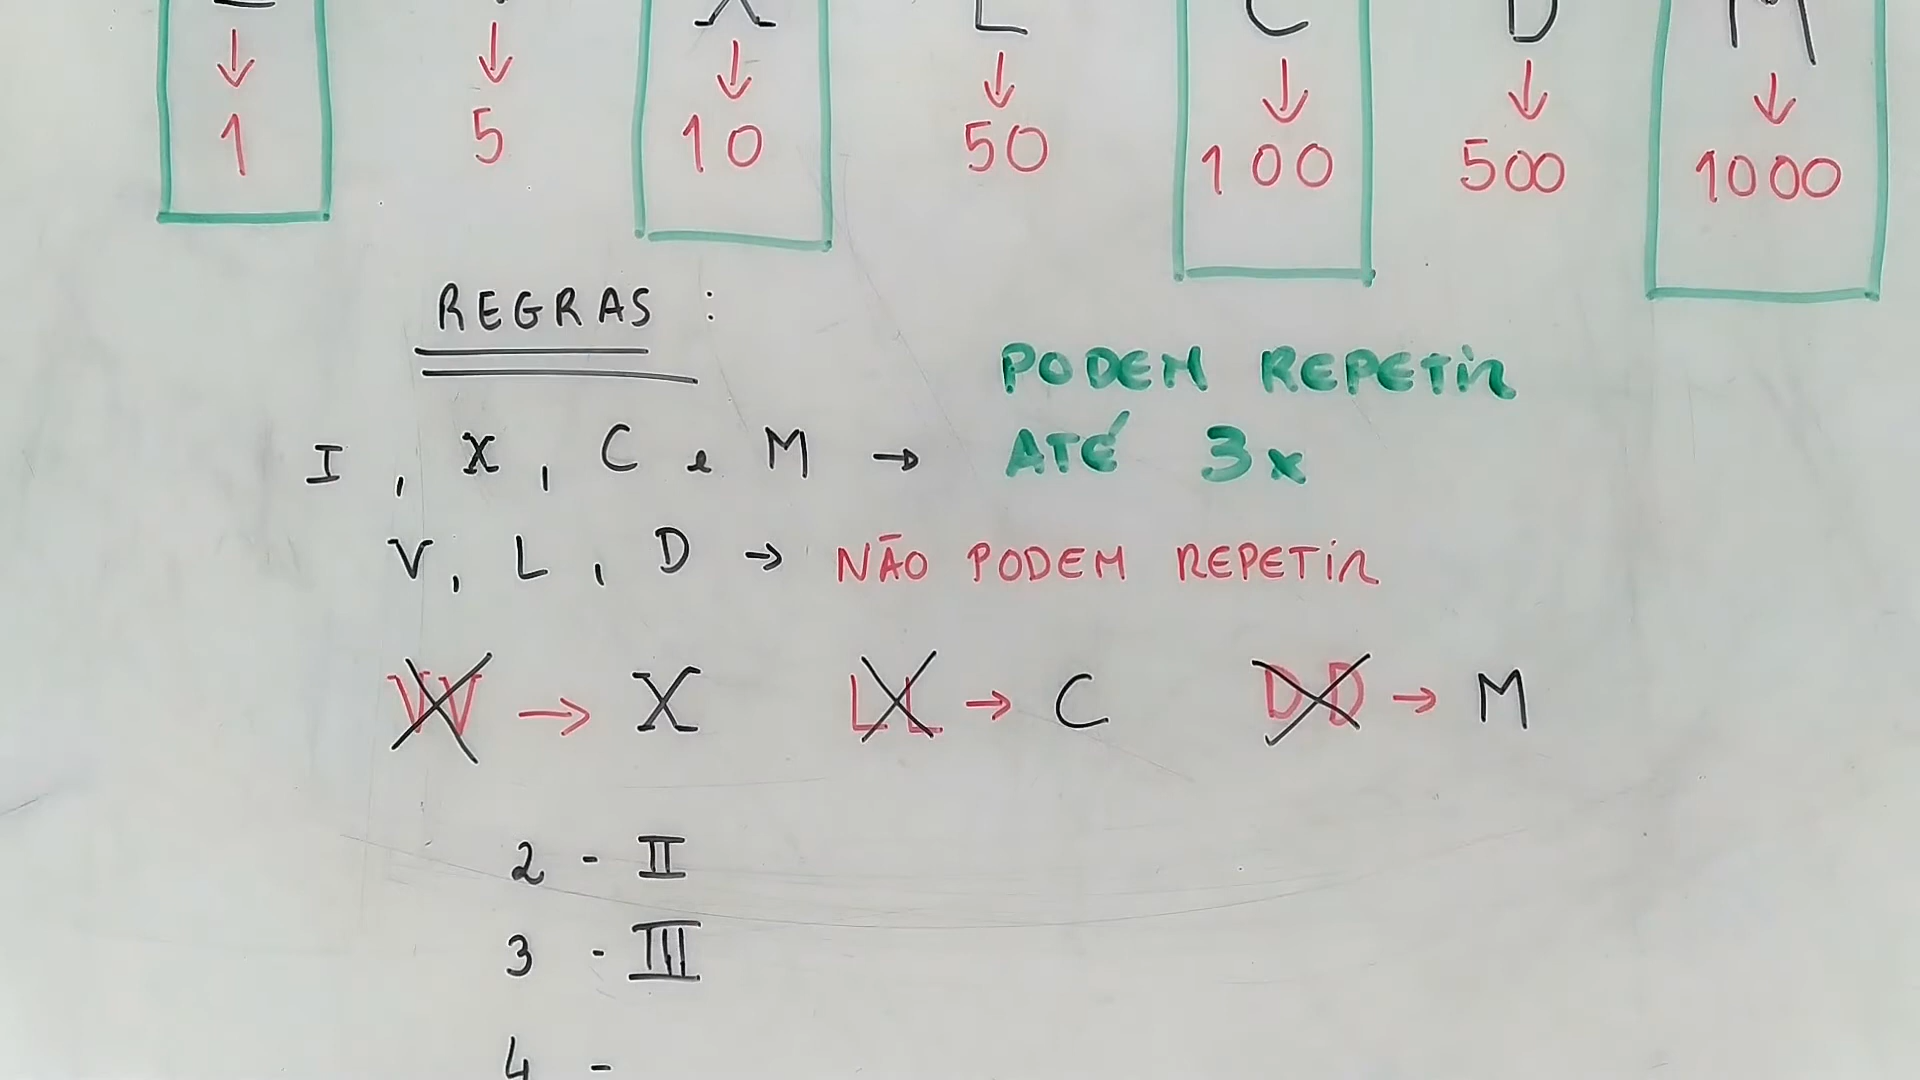 X L C D M
1 5 10 50 100 500 1000
REGRAS :
I , X , C e M → PODEM REPETIR
ATÉ 3x
V, L, D → NÃO PODEM REPETIR
VV → X LL → C DD → M
2 - II
3 - III
4 -